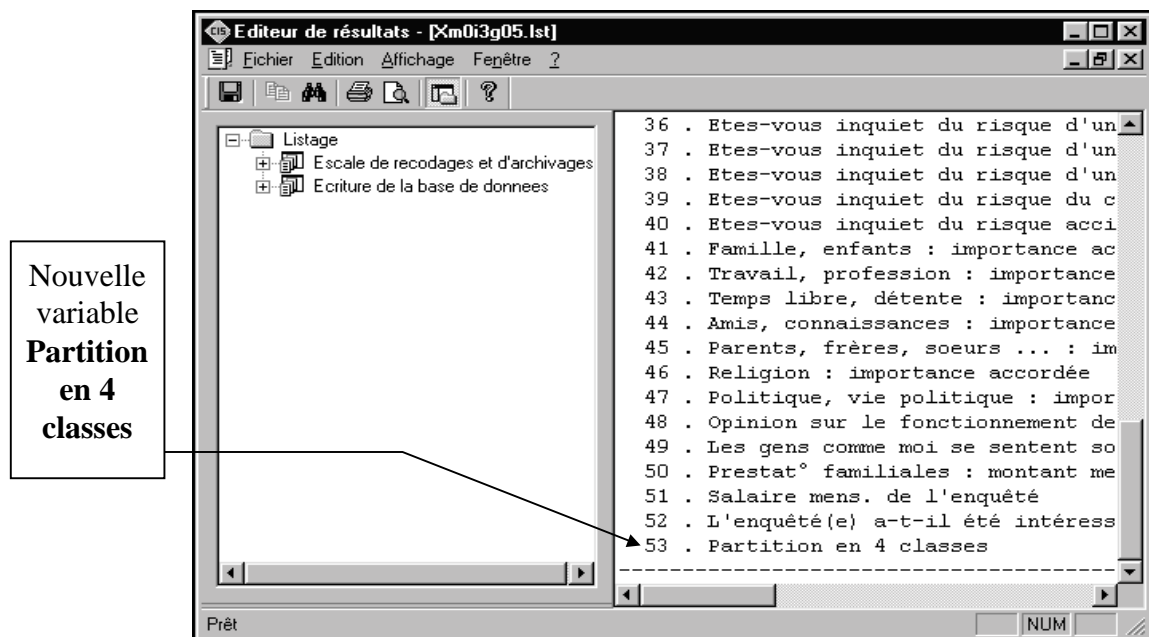 CIS Editeur de résultats - [Xm0i3g05.lst]
Fichier Edition Affichage Fenêtre ?
Listage
Escale de recodages et d'archivages
Ecriture de la base de donnees
36 . Etes-vous inquiet du risque d'un
37 . Etes-vous inquiet du risque d'un
38 . Etes-vous inquiet du risque d'un
39 . Etes-vous inquiet du risque du c
40 . Etes-vous inquiet du risque acci
41 . Famille, enfants : importance ac
42 . Travail, profession : importance
43 . Temps libre, détente : importanc
44 . Amis, connaissances : importance
45 . Parents, frères, soeurs ... : im
46 . Religion : importance accordée
47 . Politique, vie politique : impor
48 . Opinion sur le fonctionnement de
49 . Les gens comme moi se sentent so
50 . Prestat° familiales : montant me
51 . Salaire mens. de l'enquêté
52 . L'enquêté(e) a-t-il été intéress
53 . Partition en 4 classes
----------------------------------------
Nouvelle
variable
Partition
en 4
classes
Prêt
NUM